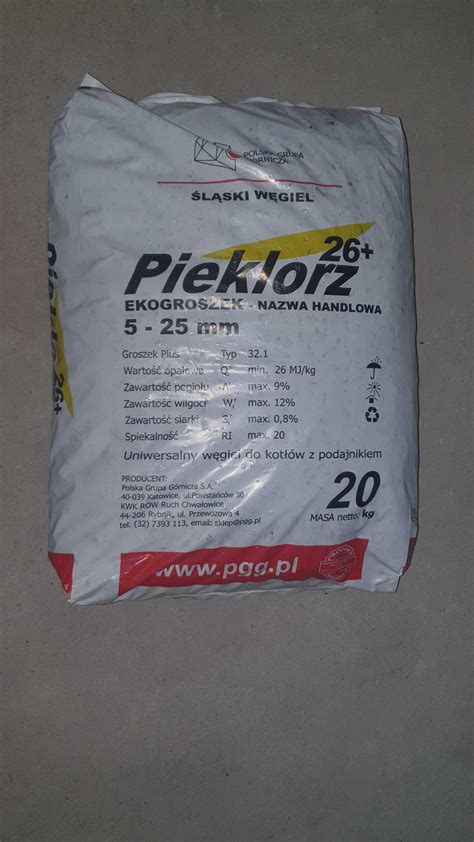 POLSKA GRUPA
GÓRNICZA
ŚLĄSKI WĘGIEL
Pieklorz 26+
EKOGROSZEK - NAZWA HANDLOWA
5 - 25 mm
Groszek Plus Typ 32.1
Wartość opałowa Q min. 26 MJ/kg
Zawartość popiołu A max. 9%
Zawartość wilgoci W max. 12%
Zawartość siarki S max. 0,8%
Spiekalność RI max. 20
Uniwersalny węgiel do kotłów z podajnikiem
PRODUCENT:
Polska Grupa Górnicza S.A.
40-039 Katowice, ul.Powstańców 30
KWK ROW Ruch Chwałowice
44-206 Rybnik, ul. Przewozowa 4
tel. (32) 7393 113, email: sklep@pgg.pl
20
MASA netto: kg
www.pgg.pl
26+